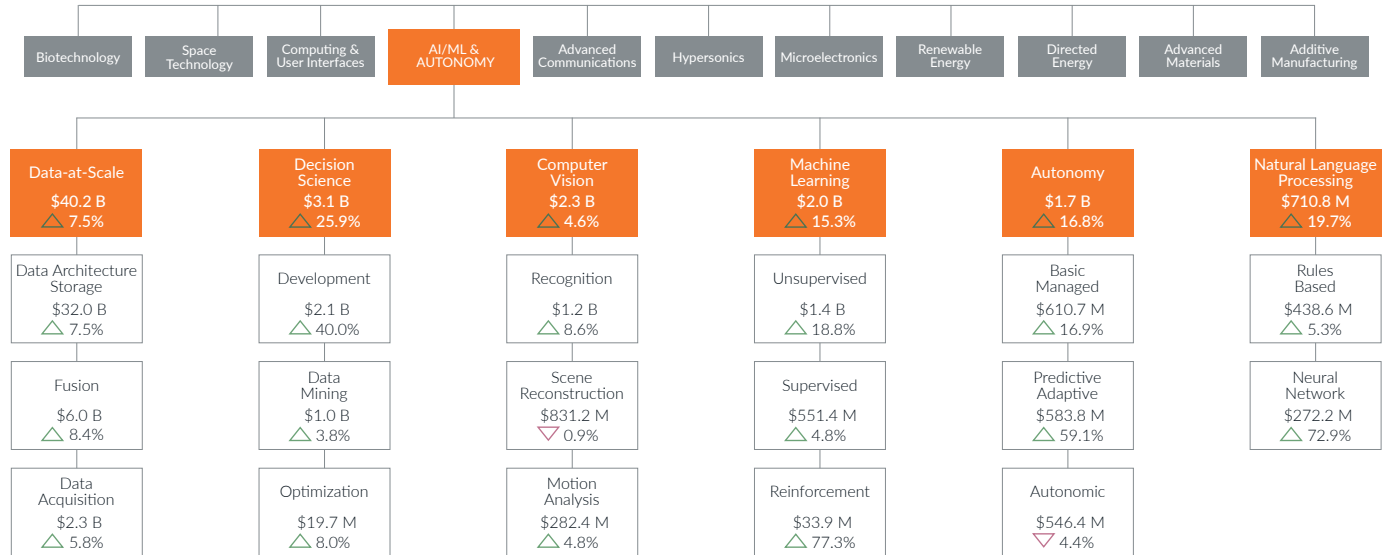 Biotechnology
Space
Technology
Computing &
User Interfaces
AI/ML &
AUTONOMY
Advanced
Communications
Hypersonics
Microelectronics
Renewable
Energy
Directed
Energy
Advanced
Materials
Additive
Manufacturing
Data-at-Scale
$40.2 B
7.5%
Decision
Science
$3.1 B
25.9%
Computer
Vision
$2.3 B
4.6%
Machine
Learning
$2.0 B
15.3%
Autonomy
$1.7 B
16.8%
Natural Language
Processing
$710.8 M
19.7%
Data Architecture
Storage
$32.0 B
7.5%
Development
$2.1 B
40.0%
Recognition
$1.2 B
8.6%
Unsupervised
$1.4 B
18.8%
Basic
Managed
$610.7 M
16.9%
Rules
Based
$438.6 M
5.3%
Fusion
$6.0 B
8.4%
Data
Mining
$1.0 B
3.8%
Scene
Reconstruction
$831.2 M
0.9%
Supervised
$551.4 M
4.8%
Predictive
Adaptive
$583.8 M
59.1%
Neural
Network
$272.2 M
72.9%
Data
Acquisition
$2.3 B
5.8%
Optimization
$19.7 M
8.0%
Motion
Analysis
$282.4 M
4.8%
Reinforcement
$33.9 M
77.3%
Autonomic
$546.4 M
4.4%